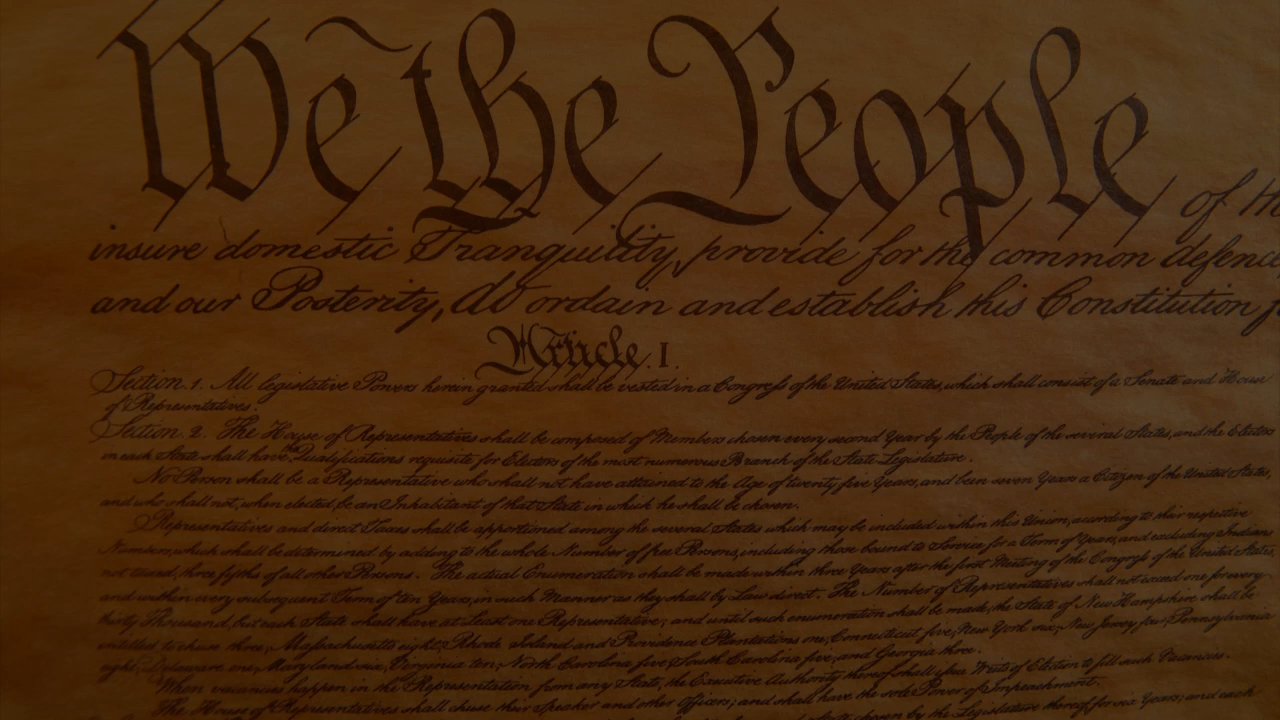 We the People of th
insure domestic Tranquility, provide for the common defence
and our Posterity, do ordain and establish this Constitution f
Article. I.
Section. 1. All legislative Powers herein granted shall be vested in a Congress of the United States, which shall consist of a Senate and House
of Representatives.
Section. 2. The House of Representatives shall be composed of Members chosen every second Year by the People of the several States, and the Electors
in each State shall have Qualifications requisite for Electors of the most numerous Branch of the State Legislature.
No Person shall be a Representative who shall not have attained to the Age of twenty five Years, and been seven Years a Citizen of the United States,
and who shall not, when elected, be an Inhabitant of that State in which he shall be chosen.
Representatives and direct Taxes shall be apportioned among the several States which may be included within this Union, according to their respective
Numbers, which shall be determined by adding to the whole Number of free Persons, including those bound to Service for a Term of Years, and excluding Indians
not taxed, three fifths of all other Persons. The actual Enumeration shall be made within three Years after the first Meeting of the Congress of the United States,
and within every subsequent Term of ten Years, in such Manner as they shall by Law direct. The Number of Representatives shall not exceed one for every
thirty Thousand, but each State shall have at Least one Representative; and until such enumeration shall be made, the State of New Hampshire shall be
entitled to chuse three, Massachusetts eight, Rhode Island and Providence Plantations one, Connecticut five, New York six, New Jersey four, Pennsylvania
eight, Delaware one, Maryland six, Virginia ten, North Carolina five, South Carolina five, and Georgia three.
When vacancies happen in the Representation from any State, the Executive Authority thereof shall issue Writs of Election to fill such Vacancies.
The House of Representatives shall chuse their Speaker and other Officers; and shall have the sole Power of Impeachment.
chosen by the Legislature thereof for six Years; and each